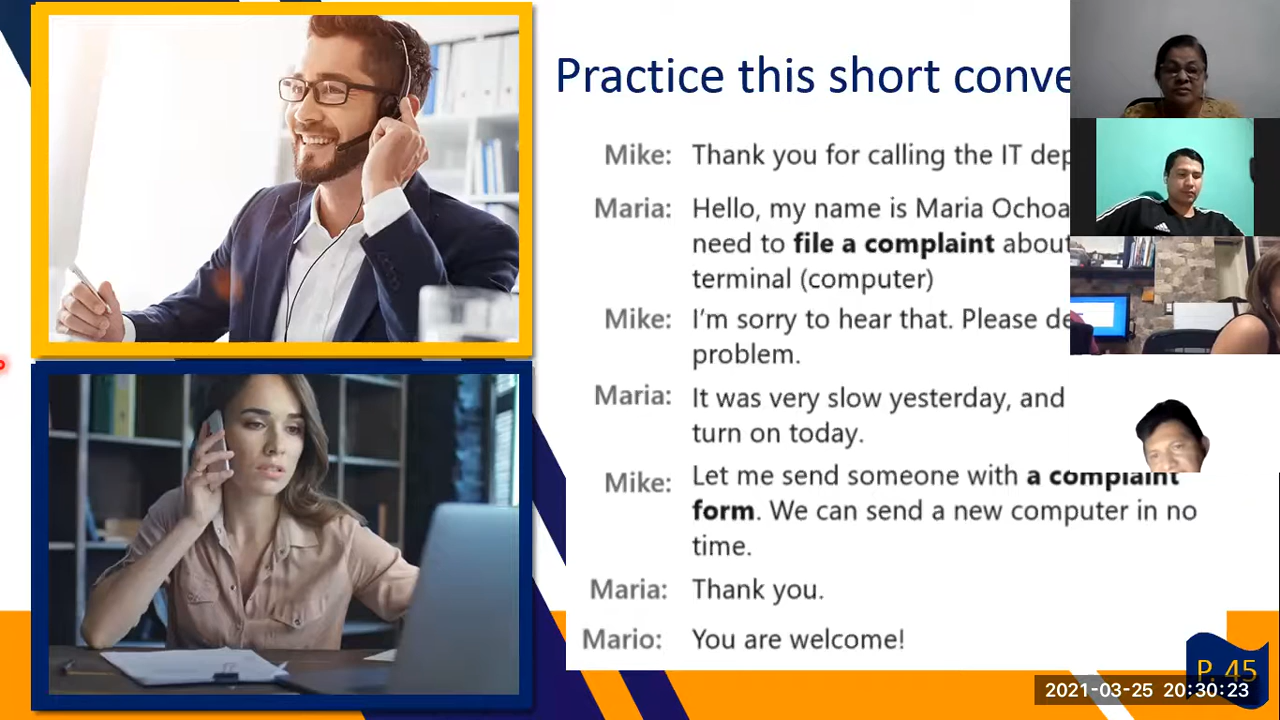 Practice this short conve
Mike: Thank you for calling the IT dep
Maria: Hello, my name is Maria Ochoa
need to file a complaint about
terminal (computer)
Mike: I'm sorry to hear that. Please de
problem.
Maria: It was very slow yesterday, and
turn on today.
Mike: Let me send someone with a complaint
form. We can send a new computer in no
time.
Maria: Thank you.
Mario: You are welcome!
P. 45
2021-03-25 20:30:23